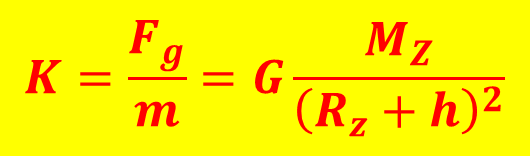 K = F_g / m = G M_Z / (R_z + h)^2